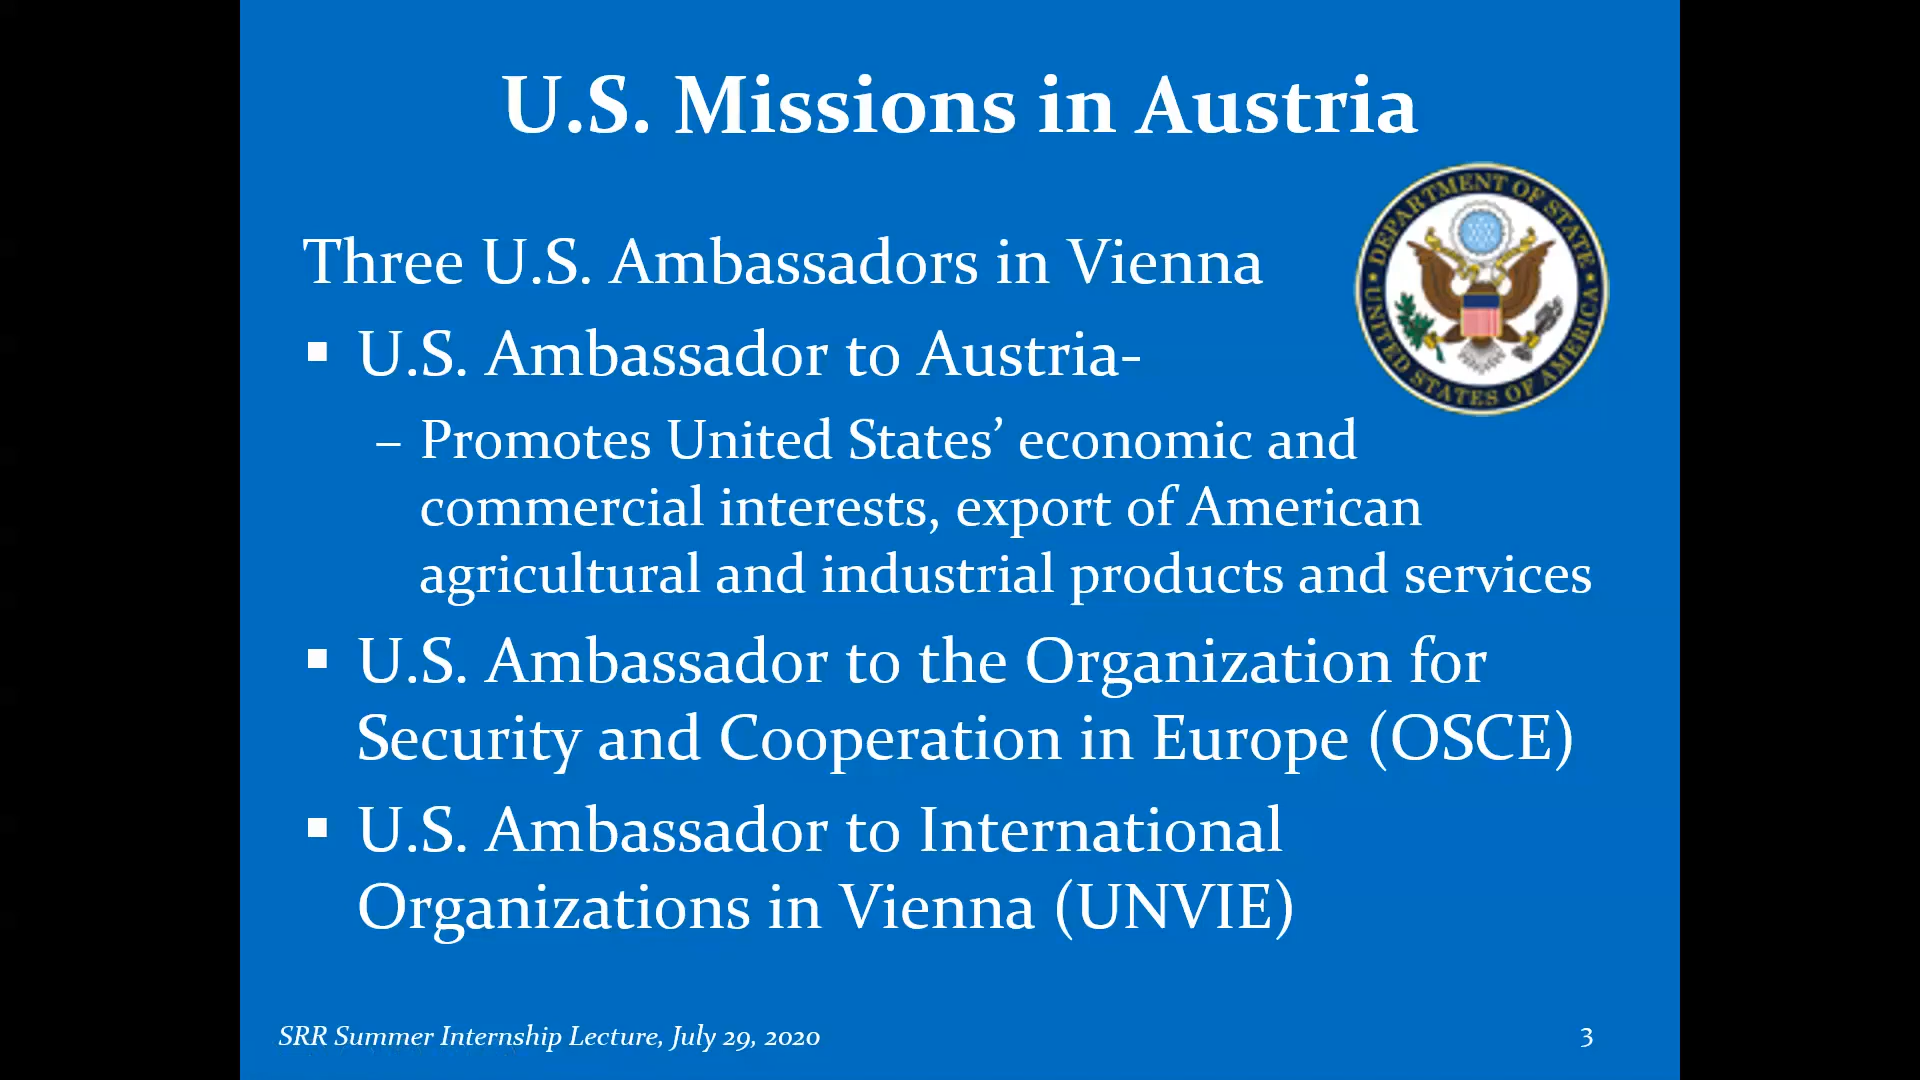 U.S. Missions in Austria
DEPARTMENT OF STATE
UNITED STATES OF AMERICA
Three U.S. Ambassadors in Vienna
▪ U.S. Ambassador to Austria-
– Promotes United States’ economic and
commercial interests, export of American
agricultural and industrial products and services
▪ U.S. Ambassador to the Organization for
Security and Cooperation in Europe (OSCE)
▪ U.S. Ambassador to International
Organizations in Vienna (UNVIE)
SRR Summer Internship Lecture, July 29, 2020
3